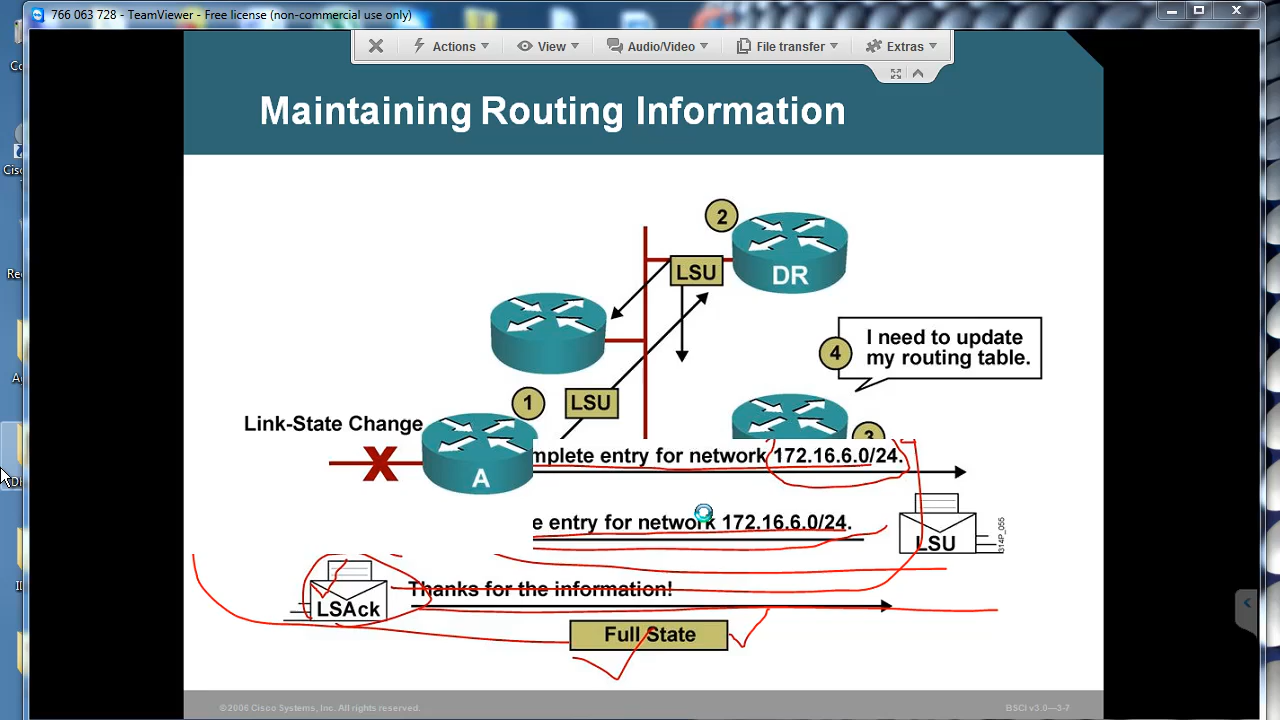 766 063 728 - TeamViewer - Free license (non-commercial use only)
Actions View Audio/Video File transfer Extras
Maintaining Routing Information
2
DR
LSU
4
I need to update
my routing table.
1
LSU
Link-State Change
A
3
mplete entry for network 172.16.6.0/24.
e entry for network 172.16.6.0/24.
LSU
314P_055
Thanks for the information!
LSAck
Full State
©2006 Cisco Systems, Inc. All rights reserved.
BSCI v3.0—3-7